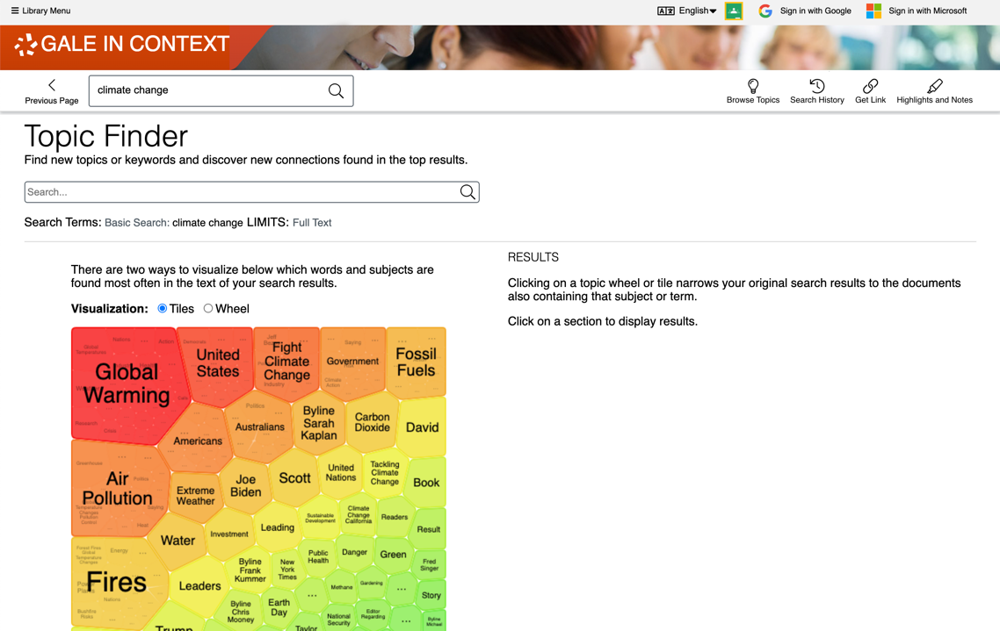 Library Menu
English
Sign in with Google
Sign in with Microsoft
GALE IN CONTEXT
Previous Page
climate change
Browse Topics
Search History
Get Link
Highlights and Notes
Topic Finder
Find new topics or keywords and discover new connections found in the top results.
Search...
Search Terms: Basic Search: climate change LIMITS: Full Text
There are two ways to visualize below which words and subjects are
found most often in the text of your search results.
Visualization: Tiles Wheel
RESULTS
Clicking on a topic wheel or tile narrows your original search results to the documents
also containing that subject or term.
Click on a section to display results.
Nations
Action
Global
Temperatures
Global
Warming
Research
Crisis
Democrats
United
States
Jeff
Fight
Climate
Change
Industry
Saying
Government
Climate
Action
Fossil
Fuels
Americans
Politics
Australians
Byline
Sarah
Kaplan
Carbon
Dioxide
David
Greenhouse
Politics
Air
Pollution
Temperature
Changes
Pollution
Control
Saying
Heat
Extreme
Weather
Joe
Biden
Scott
United
Nations
Tackling
Climate
Change
Book
Water
Investment
Leading
Sustainable
Development
Climate
Change
California
Readers
Result
Forest Fires
Global
Temperature
Changes
Energy
Fires
Nations
Bushfire
Risks
Leaders
Byline
Frank
Kummer
New
York
Times
Public
Health
Danger
Green
Fred
Singer
Methane
Gardening
...
Story
Trump
Byline
Chris
Mooney
Earth
Day
...
Taylor
National
Security
Editor
Regarding
...
Byline
Michael